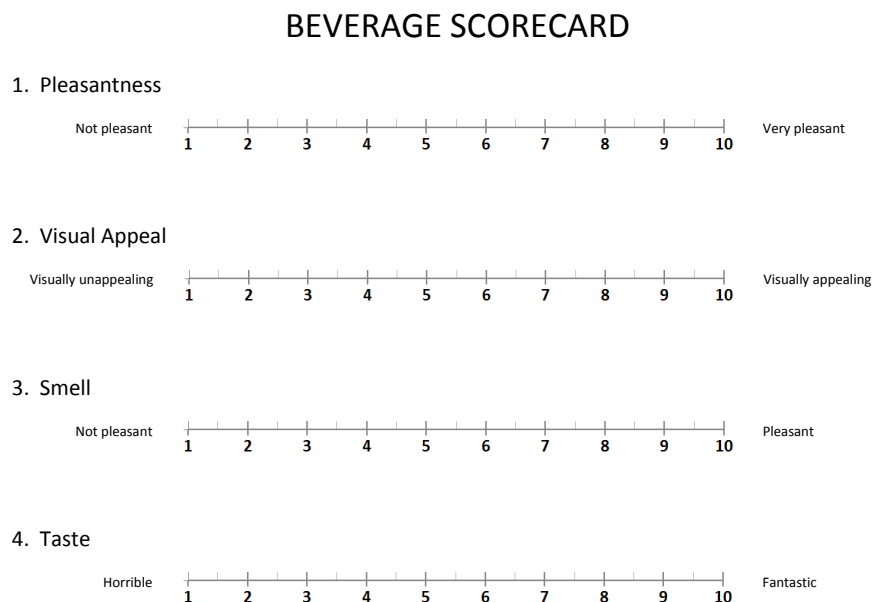 BEVERAGE SCORECARD
1. Pleasantness
Not pleasant Very pleasant
1 2 3 4 5 6 7 8 9 10
2. Visual Appeal
Visually unappealing Visually appealing
1 2 3 4 5 6 7 8 9 10
3. Smell
Not pleasant Pleasant
1 2 3 4 5 6 7 8 9 10
4. Taste
Horrible Fantastic
1 2 3 4 5 6 7 8 9 10